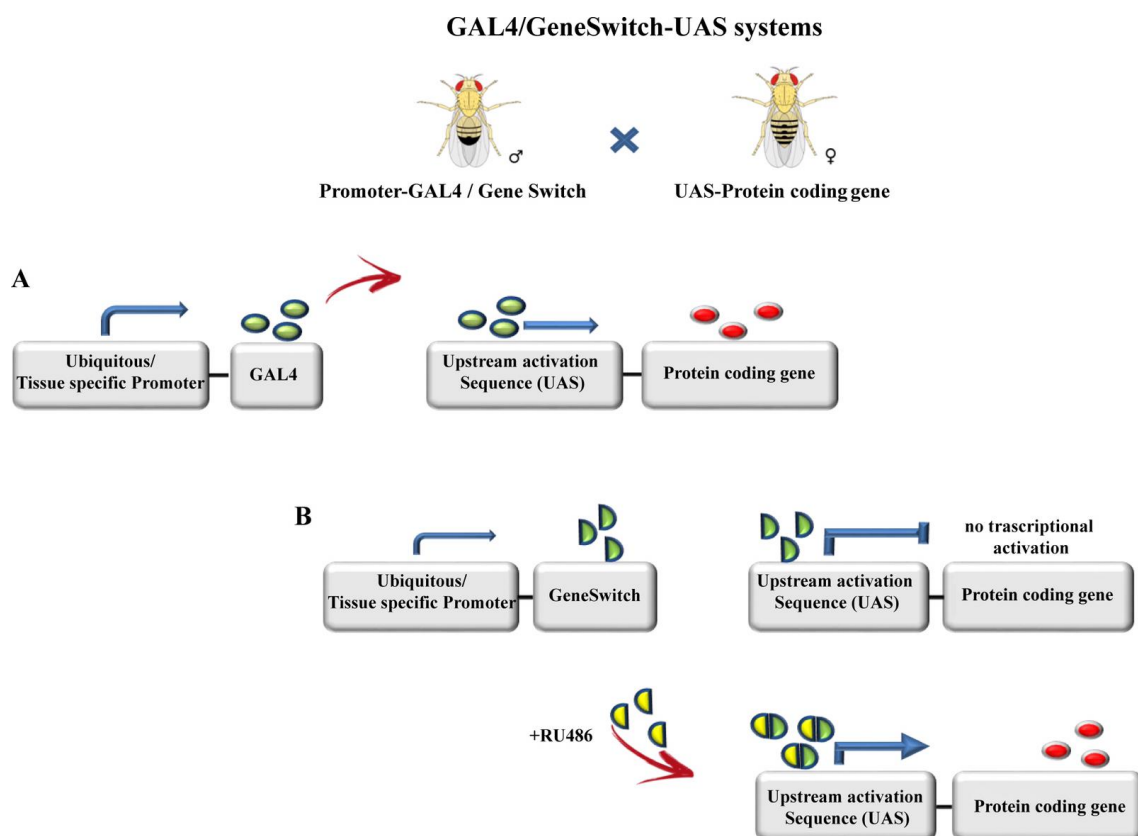 GAL4/GeneSwitch-UAS systems
♂
♀
Promoter-GAL4 / Gene Switch
UAS-Protein coding gene
A
Ubiquitous/
Tissue specific Promoter
GAL4
Upstream activation
Sequence (UAS)
Protein coding gene
B
Ubiquitous/
Tissue specific Promoter
GeneSwitch
Upstream activation
Sequence (UAS)
no trascriptional
activation
Protein coding gene
+RU486
Upstream activation
Sequence (UAS)
Protein coding gene